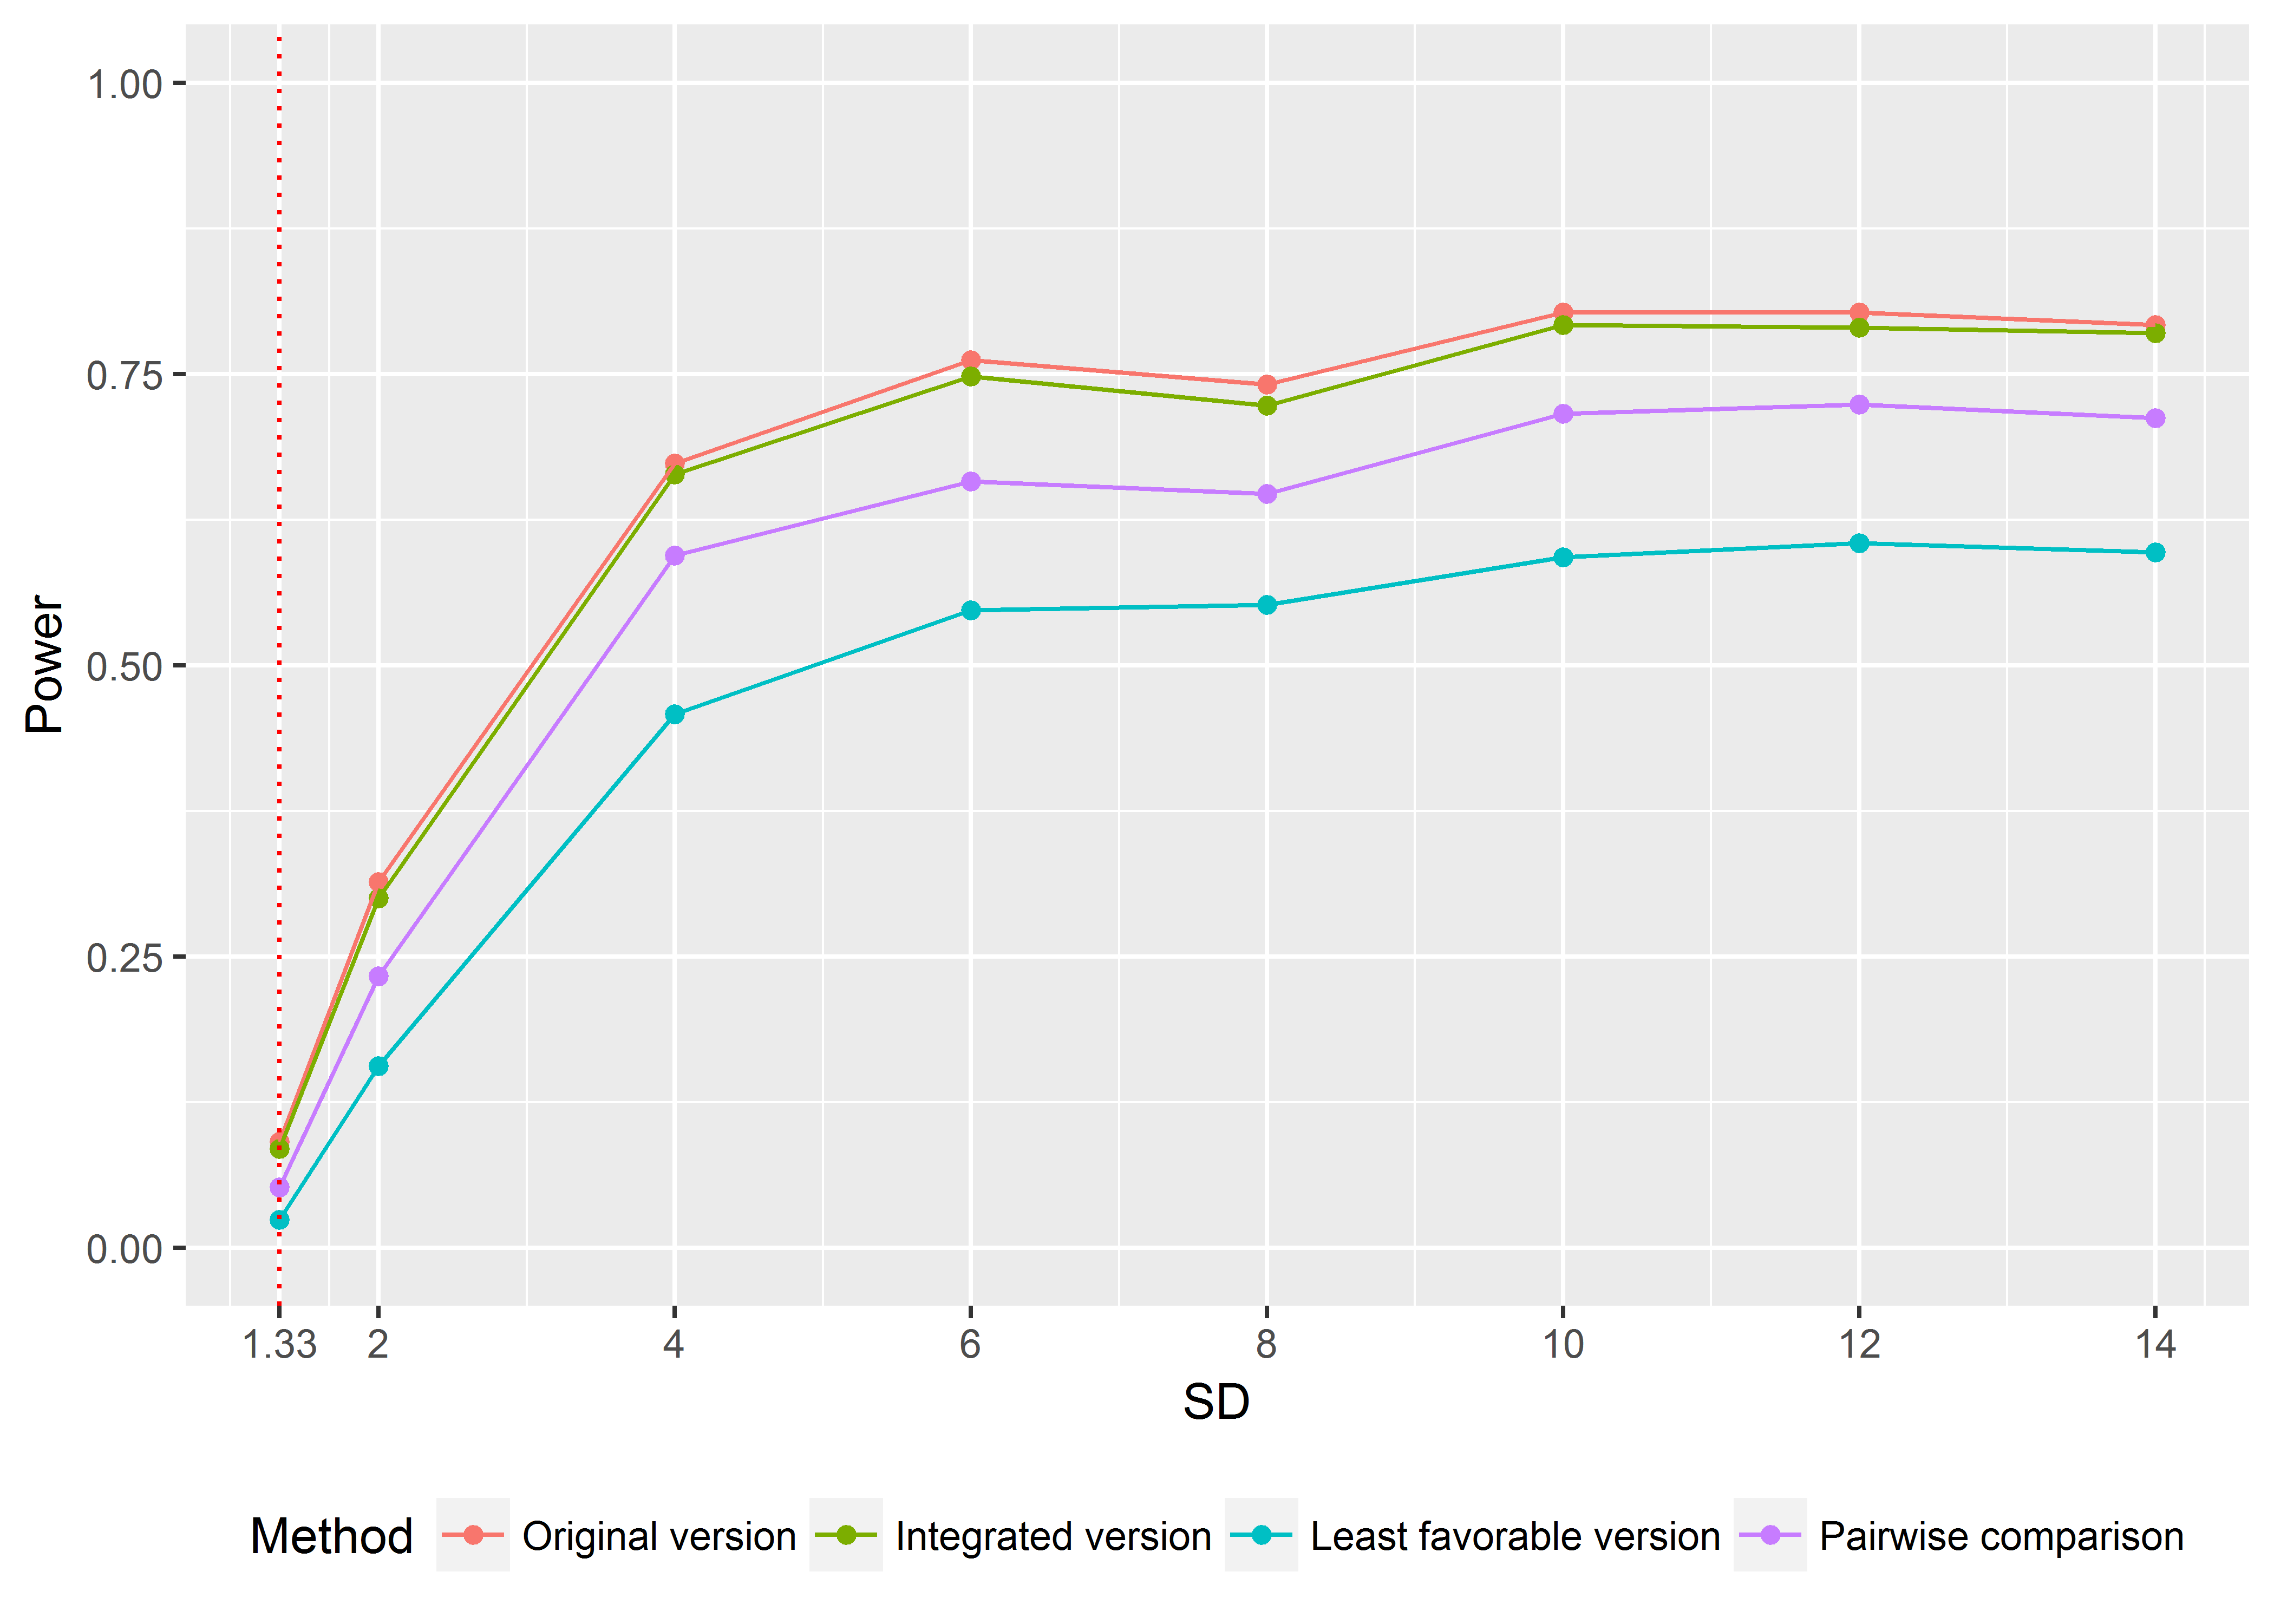 1.00
0.75
0.50
0.25
0.00
Power
1.33 2 4 6 8 10 12 14
SD
Method Original version Integrated version Least favorable version Pairwise comparison